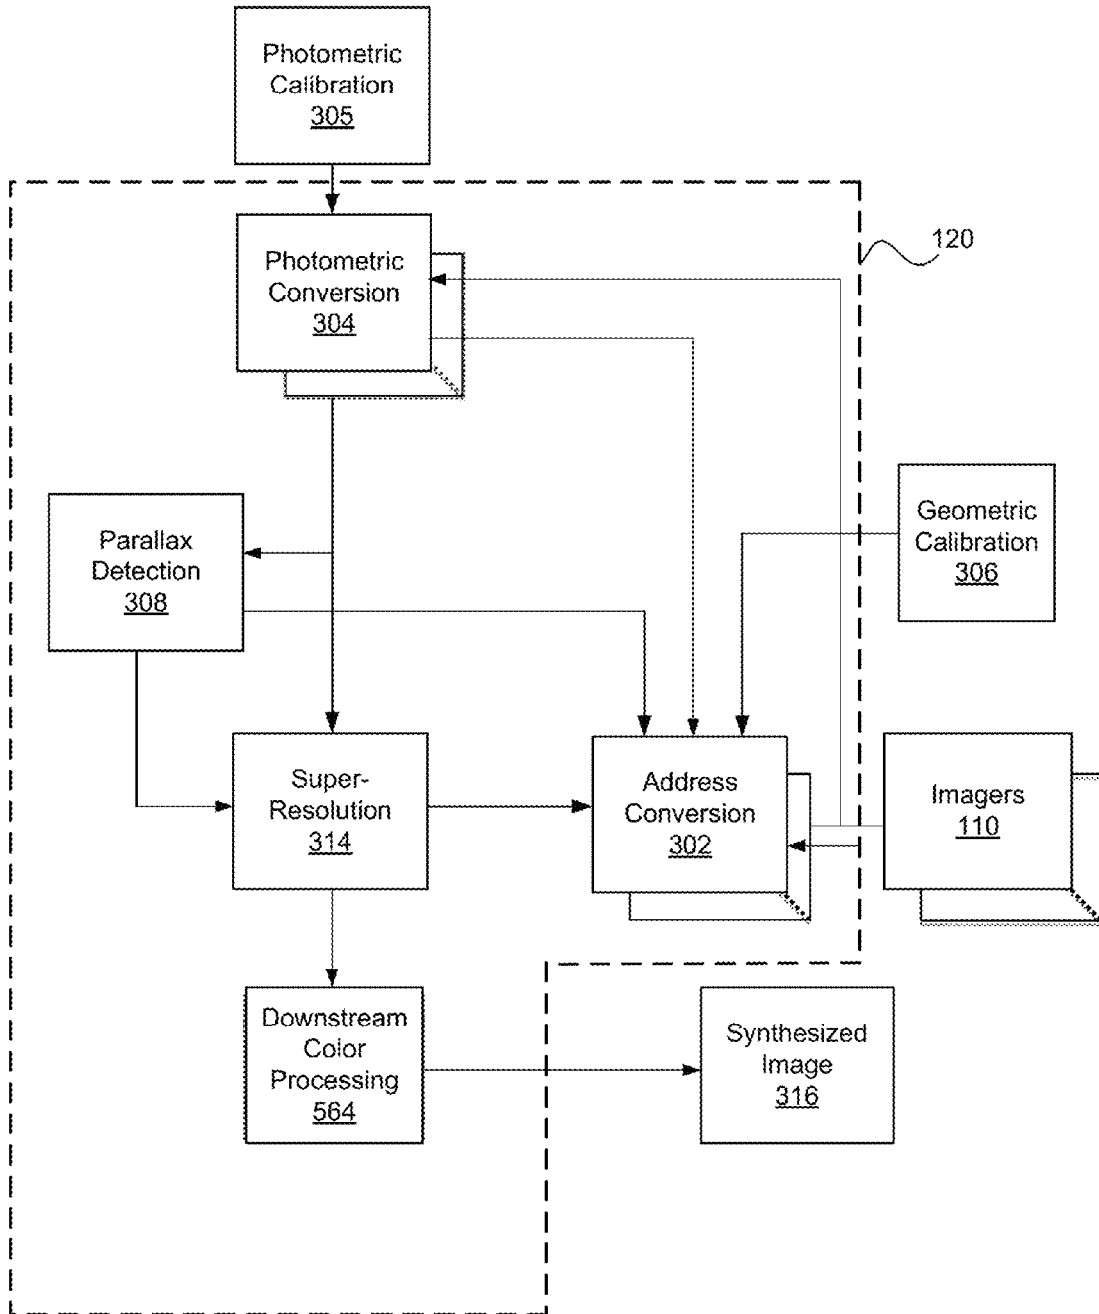 Photometric
Calibration
305
120
Photometric
Conversion
304
Geometric
Calibration
306
Parallax
Detection
308
Super-
Resolution
314
Address
Conversion
302
Imagers
110
Downstream
Color
Processing
564
Synthesized
Image
316